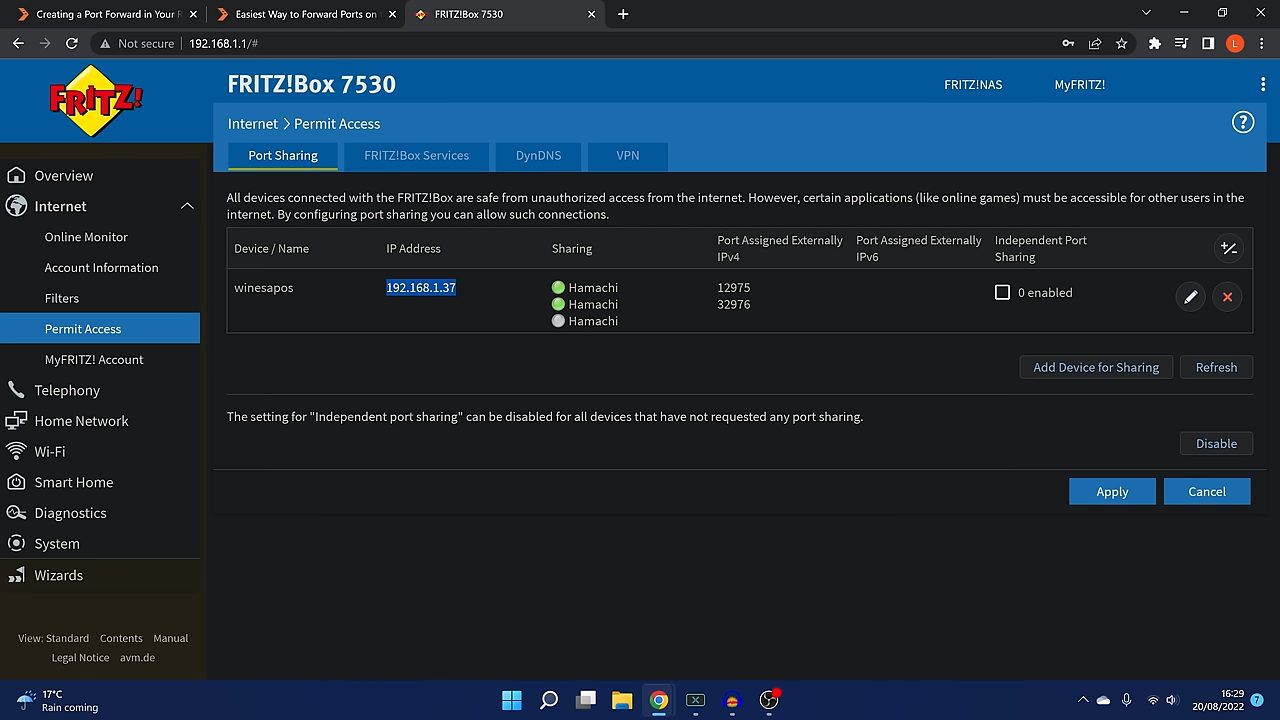 Creating a Port Forward in Your R
Easiest Way to Forward Ports on
FRITZ!Box 7530
Not secure
192.168.1.1/#
L
FRITZ!
FRITZ!Box 7530
FRITZ!NAS
MyFRITZ!
Internet > Permit Access
?
Port Sharing
FRITZ!Box Services
DynDNS
VPN
Overview
Internet
Online Monitor
Account Information
Filters
Permit Access
MyFRITZ! Account
Telephony
Home Network
Wi-Fi
Smart Home
Diagnostics
System
Wizards
View: Standard Contents Manual
Legal Notice avm.de
All devices connected with the FRITZ!Box are safe from unauthorized access from the internet. However, certain applications (like online games) must be accessible for other users in the
internet. By configuring port sharing you can allow such connections.
Device / Name
IP Address
Sharing
Port Assigned Externally
IPv4
Port Assigned Externally
IPv6
Independent Port
Sharing
winesapos
192.168.1.37
Hamachi
Hamachi
Hamachi
12975
32976
0 enabled
Add Device for Sharing
Refresh
The setting for "Independent port sharing" can be disabled for all devices that have not requested any port sharing.
Disable
Apply
Cancel
17°C
Rain coming
16:29
20/08/2022
7